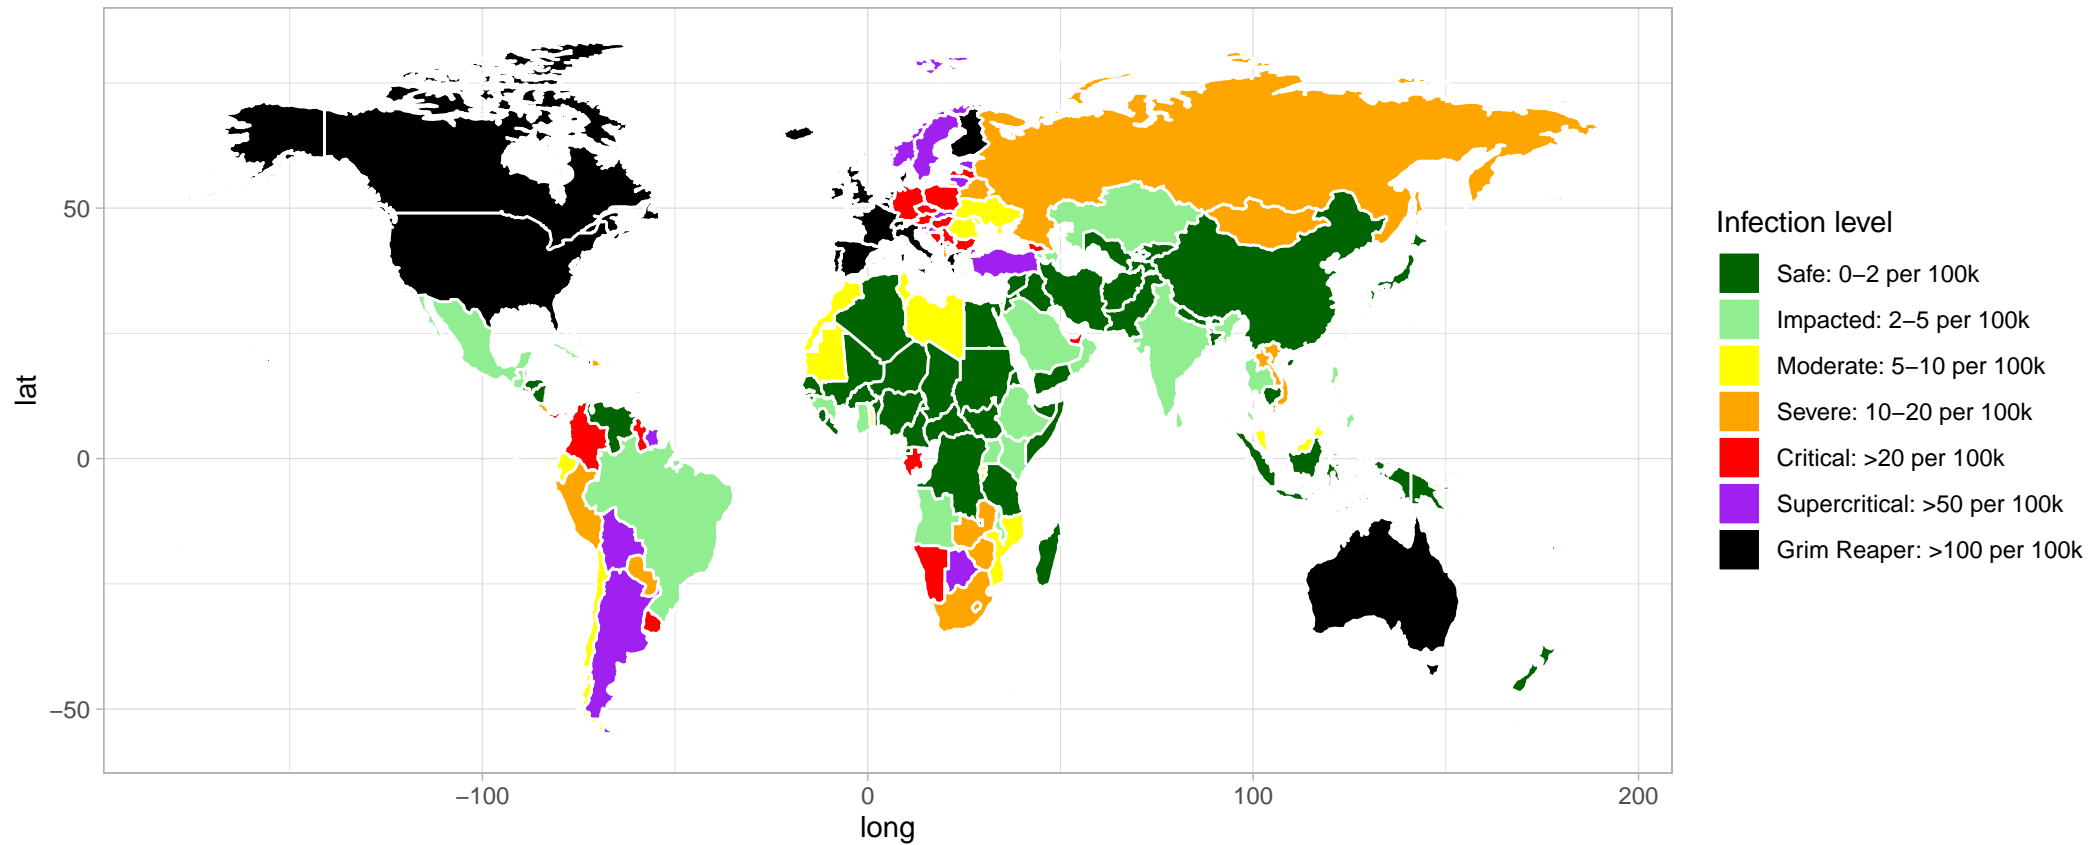 lat
50
0
−50
−100
0
100
200
long
Infection level
Safe: 0−2 per 100k
Impacted: 2−5 per 100k
Moderate: 5−10 per 100k
Severe: 10−20 per 100k
Critical: >20 per 100k
Supercritical: >50 per 100k
Grim Reaper: >100 per 100k